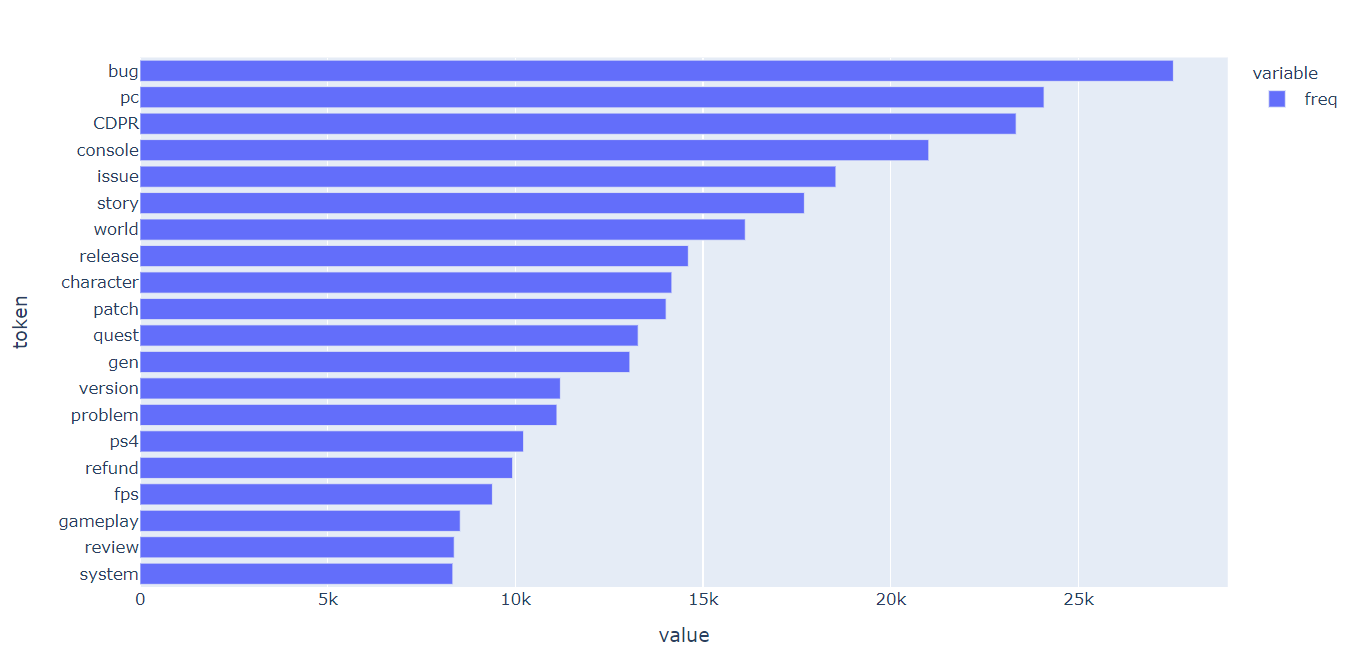 bug
pc
CDPR
console
issue
story
world
release
character
patch
quest
gen
version
problem
ps4
refund
fps
gameplay
review
system
token
0 5k 10k 15k 20k 25k
value
variable
freq